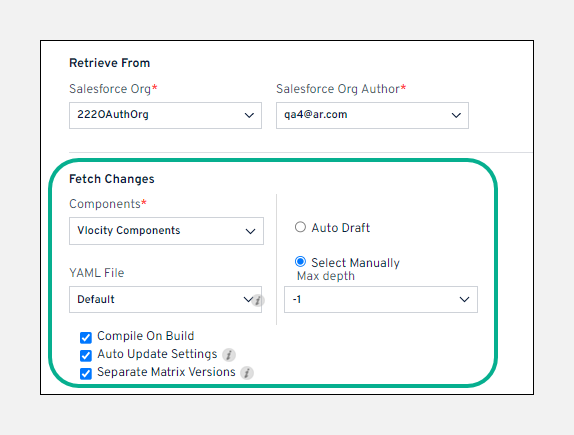 Retrieve From
Salesforce Org*
Salesforce Org Author*
222OAuthOrg
qa4@ar.com
Fetch Changes
Components*
Vlocity Components
Auto Draft
Select Manually
Max depth
YAML File
Default
-1
Compile On Build
Auto Update Settings i
Separate Matrix Versions i